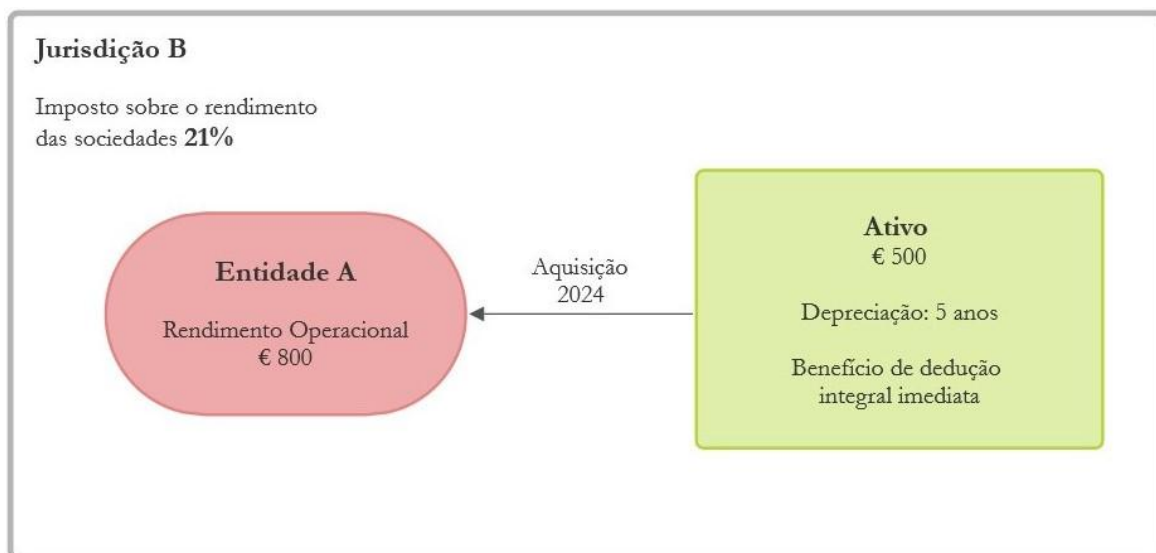 Jurisdição B
Imposto sobre o rendimento
das sociedades 21%
Entidade A
Rendimento Operacional
€ 800
Aquisição
2024
Ativo
€ 500
Depreciação: 5 anos
Benefício de dedução
integral imediata